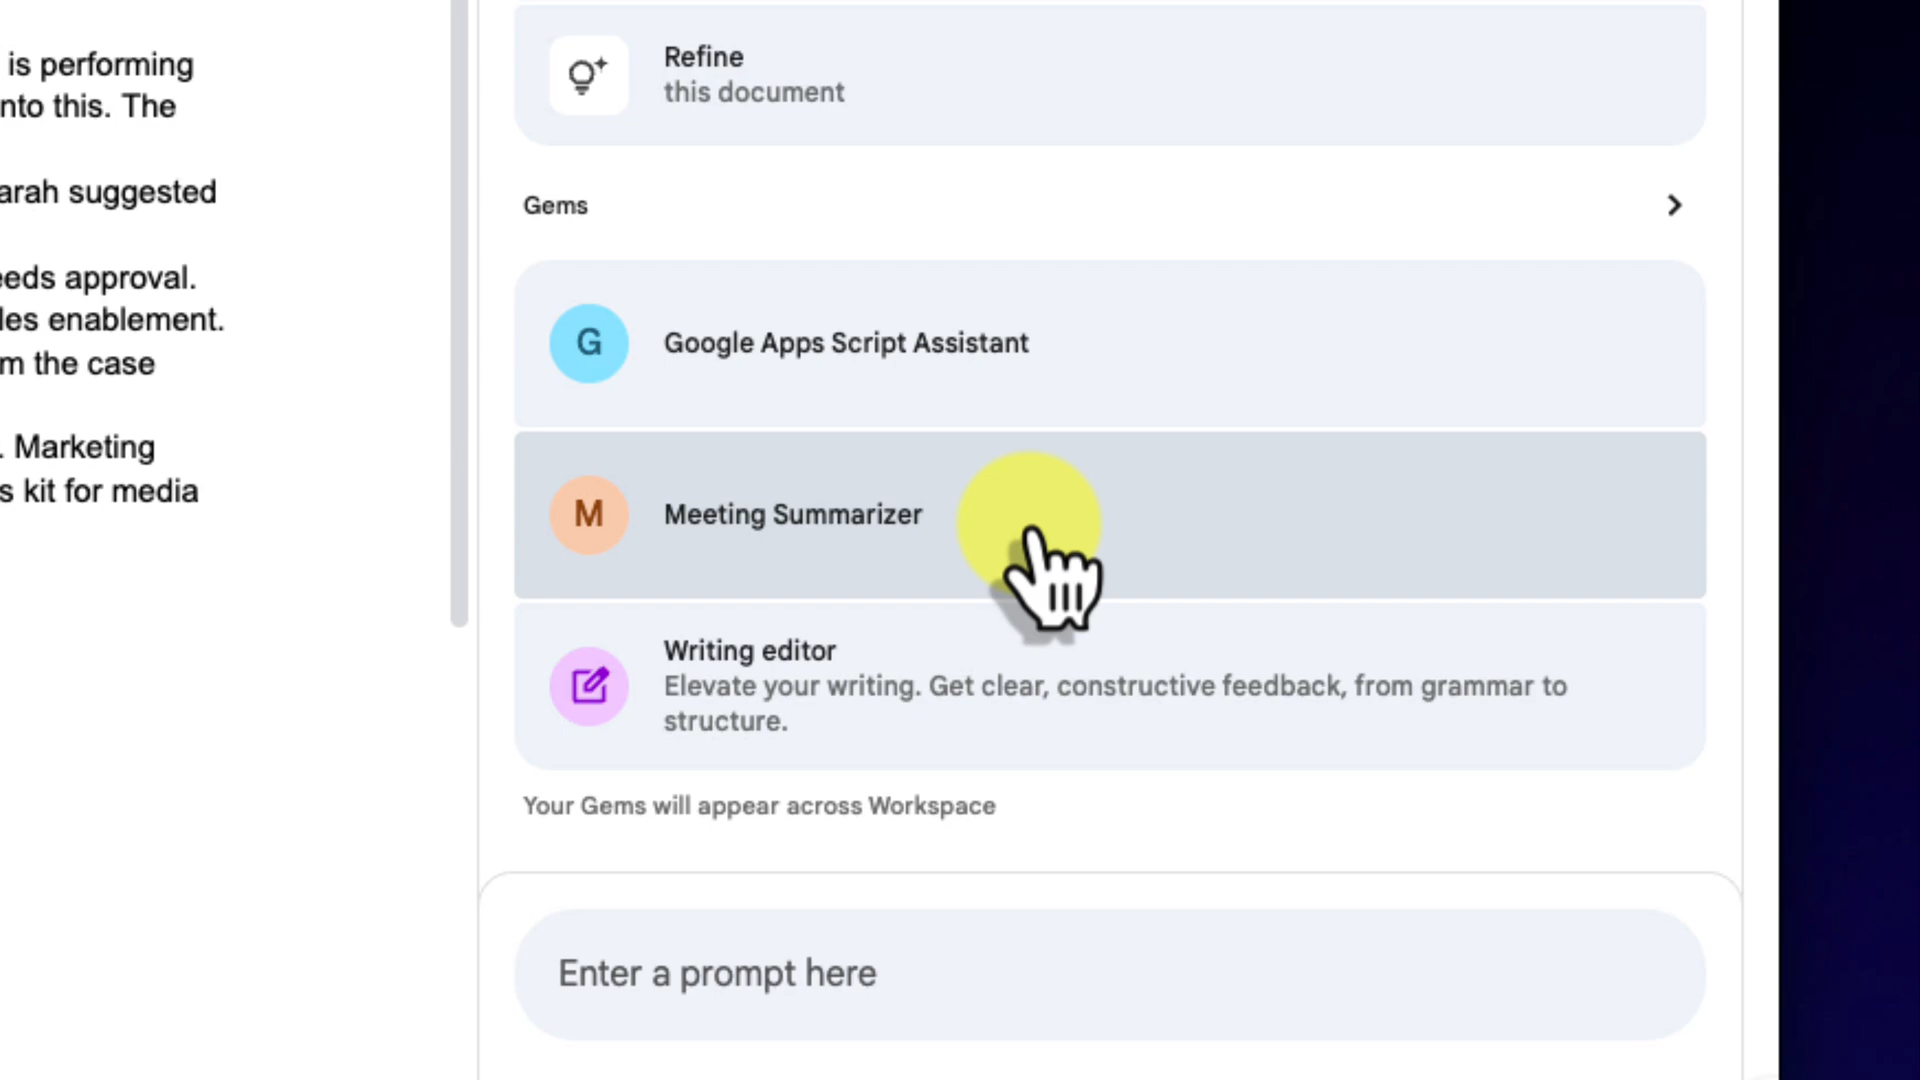 is performing
nto this. The
arah suggested
eeds approval.
les enablement.
m the case
. Marketing
s kit for media
Refine
this document
Gems
G
Google Apps Script Assistant
M
Meeting Summarizer
Writing editor
Elevate your writing. Get clear, constructive feedback, from grammar to
structure.
Your Gems will appear across Workspace
Enter a prompt here